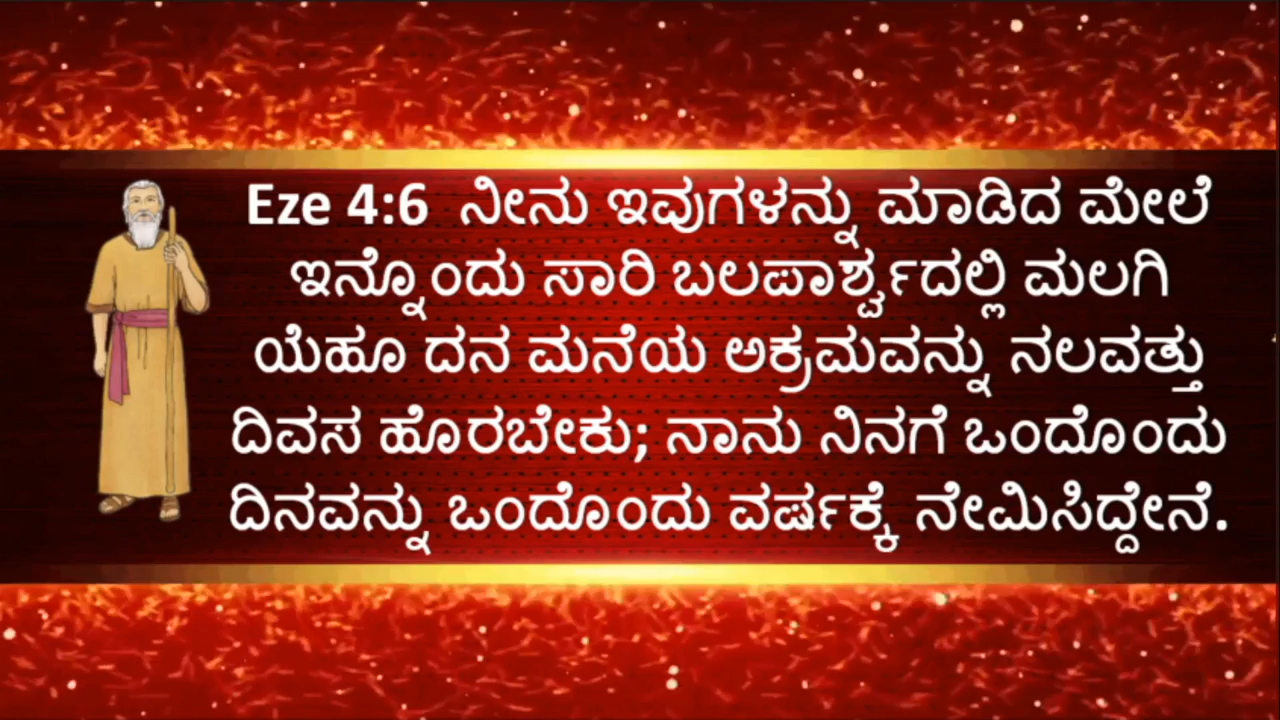 Eze 4:6 ನೀನು ಇವುಗಳನ್ನು ಮಾಡಿದ ಮೇಲೆ
ಇನ್ನೊಂದು ಸಾರಿ ಬಲಪಾರ್ಶ್ವದಲ್ಲಿ ಮಲಗಿ
ಯೆಹೂ ದನ ಮನೆಯ ಅಕ್ರಮವನ್ನು ನಲವತ್ತು
ದಿವಸ ಹೊರಬೇಕು; ನಾನು ನಿನಗೆ ಒಂದೊಂದು
ದಿನವನ್ನು ಒಂದೊಂದು ವರ್ಷಕ್ಕೆ ನೇಮಿಸಿದ್ದೇನೆ.